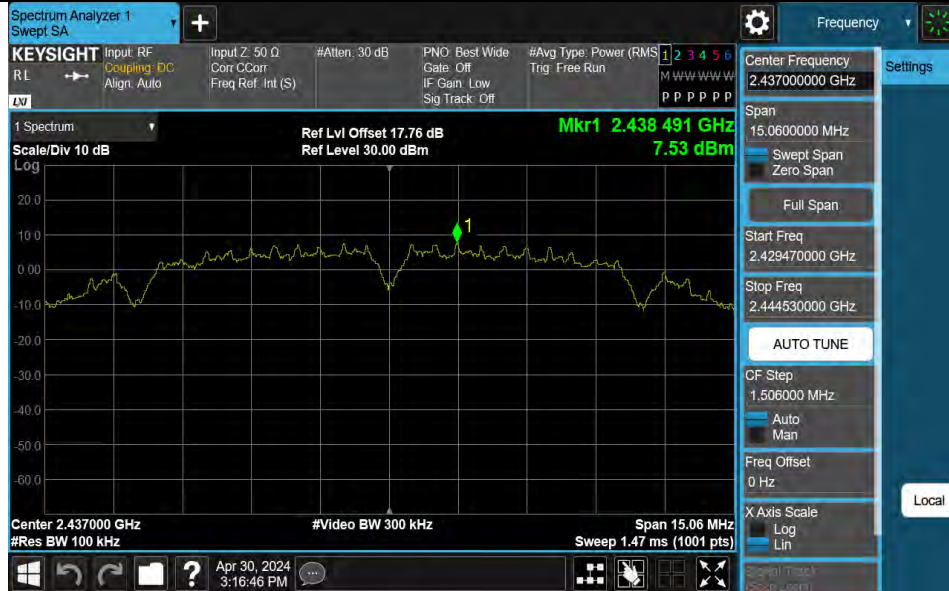 Spectrum Analyzer 1
Swept SA
Frequency
KEYSIGHT
RL
LXI
Input: RF
Coupling: DC
Align: Auto
Input Z: 50 Ω
Corr CCorr
Freq Ref: Int (S)
#Atten: 30 dB
PNO: Best Wide
Gate: Off
IF Gain: Low
Sig Track: Off
#Avg Type: Power (RMS
Trig: Free Run
1 2 3 4 5 6
M W W W W W
P P P P P P
1 Spectrum
Scale/Div 10 dB
Log
Ref Lvl Offset 17.76 dB
Ref Level 30.00 dBm
Mkr1 2.438 491 GHz
7.53 dBm
1
20.0
10.0
0.00
-10.0
-20.0
-30.0
-40.0
-50.0
-60.0
Center 2.437000 GHz
#Res BW 100 kHz
#Video BW 300 kHz
Span 15.06 MHz
Sweep 1.47 ms (1001 pts)
?
Apr 30, 2024
3:16:46 PM
Center Frequency
2.437000000 GHz
Span
15.0600000 MHz
Swept Span
Zero Span
Full Span
Start Freq
2.429470000 GHz
Stop Freq
2.444530000 GHz
AUTO TUNE
CF Step
1.506000 MHz
Auto
Man
Freq Offset
0 Hz
X Axis Scale
Log
Lin
Signal Track
(Span Zoom)
Settings
Local